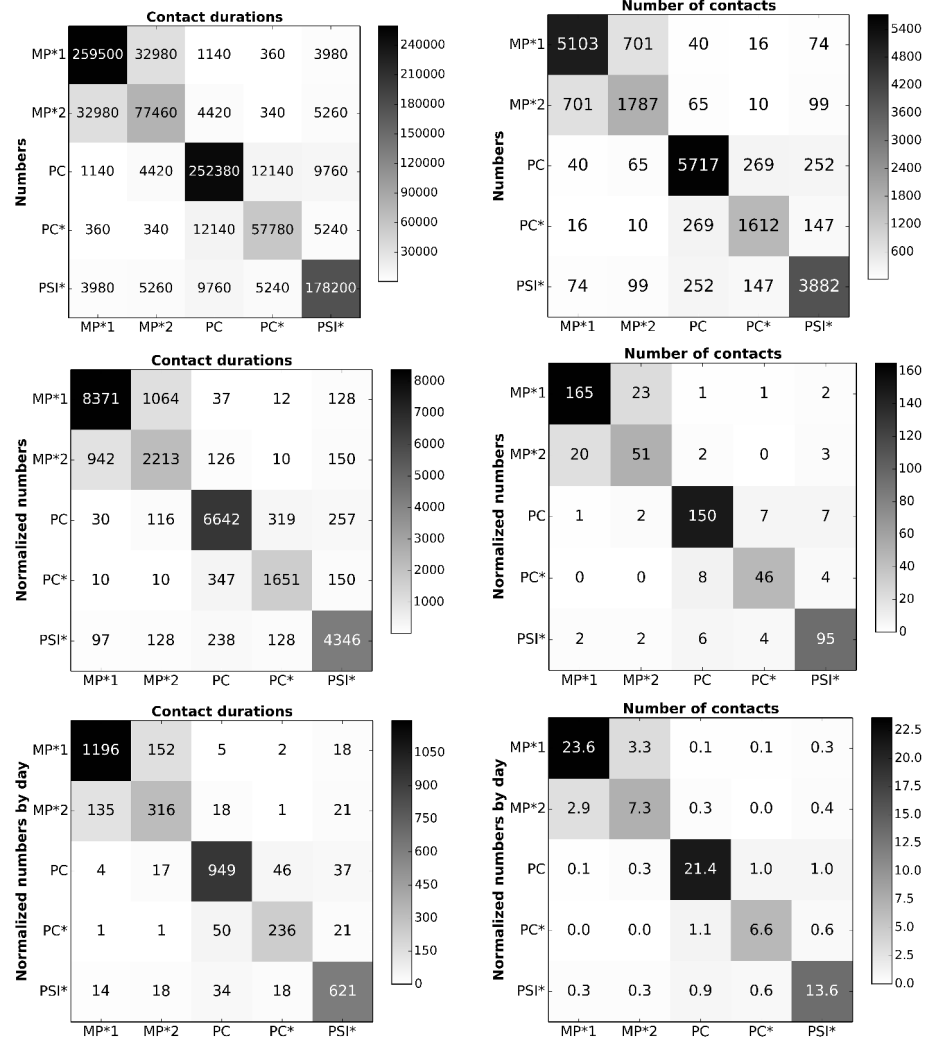 Contact durations
Numbers
MP*1 259500 32980 1140 360 3980
MP*2 32980 77460 4420 340 5260
PC 1140 4420 252380 12140 9760
PC* 360 340 12140 57780 5240
PSI* 3980 5260 9760 5240 178200
MP*1 MP*2 PC PC* PSI*
240000
210000
180000
150000
120000
90000
60000
30000
Number of contacts
MP*1 5103 701 40 16 74
MP*2 701 1787 65 10 99
PC 40 65 5717 269 252
PC* 16 10 269 1612 147
PSI* 74 99 252 147 3882
MP*1 MP*2 PC PC* PSI*
5400
4800
4200
3600
3000
2400
1800
1200
600
Contact durations
Normalized numbers
MP*1 8371 1064 37 12 128
MP*2 942 2213 126 10 150
PC 30 116 6642 319 257
PC* 10 10 347 1651 150
PSI* 97 128 238 128 4346
MP*1 MP*2 PC PC* PSI*
8000
7000
6000
5000
4000
3000
2000
1000
Number of contacts
MP*1 165 23 1 1 2
MP*2 20 51 2 0 3
PC 1 2 150 7 7
PC* 0 0 8 46 4
PSI* 2 2 6 4 95
MP*1 MP*2 PC PC* PSI*
160
140
120
100
80
60
40
20
0
Contact durations
Normalized numbers by day
MP*1 1196 152 5 2 18
MP*2 135 316 18 1 21
PC 4 17 949 46 37
PC* 1 1 50 236 21
PSI* 14 18 34 18 621
MP*1 MP*2 PC PC* PSI*
1050
900
750
600
450
300
150
0
Number of contacts
MP*1 23.6 3.3 0.1 0.1 0.3
MP*2 2.9 7.3 0.3 0.0 0.4
PC 0.1 0.3 21.4 1.0 1.0
PC* 0.0 0.0 1.1 6.6 0.6
PSI* 0.3 0.3 0.9 0.6 13.6
MP*1 MP*2 PC PC* PSI*
22.5
20.0
17.5
15.0
12.5
10.0
7.5
5.0
2.5
0.0